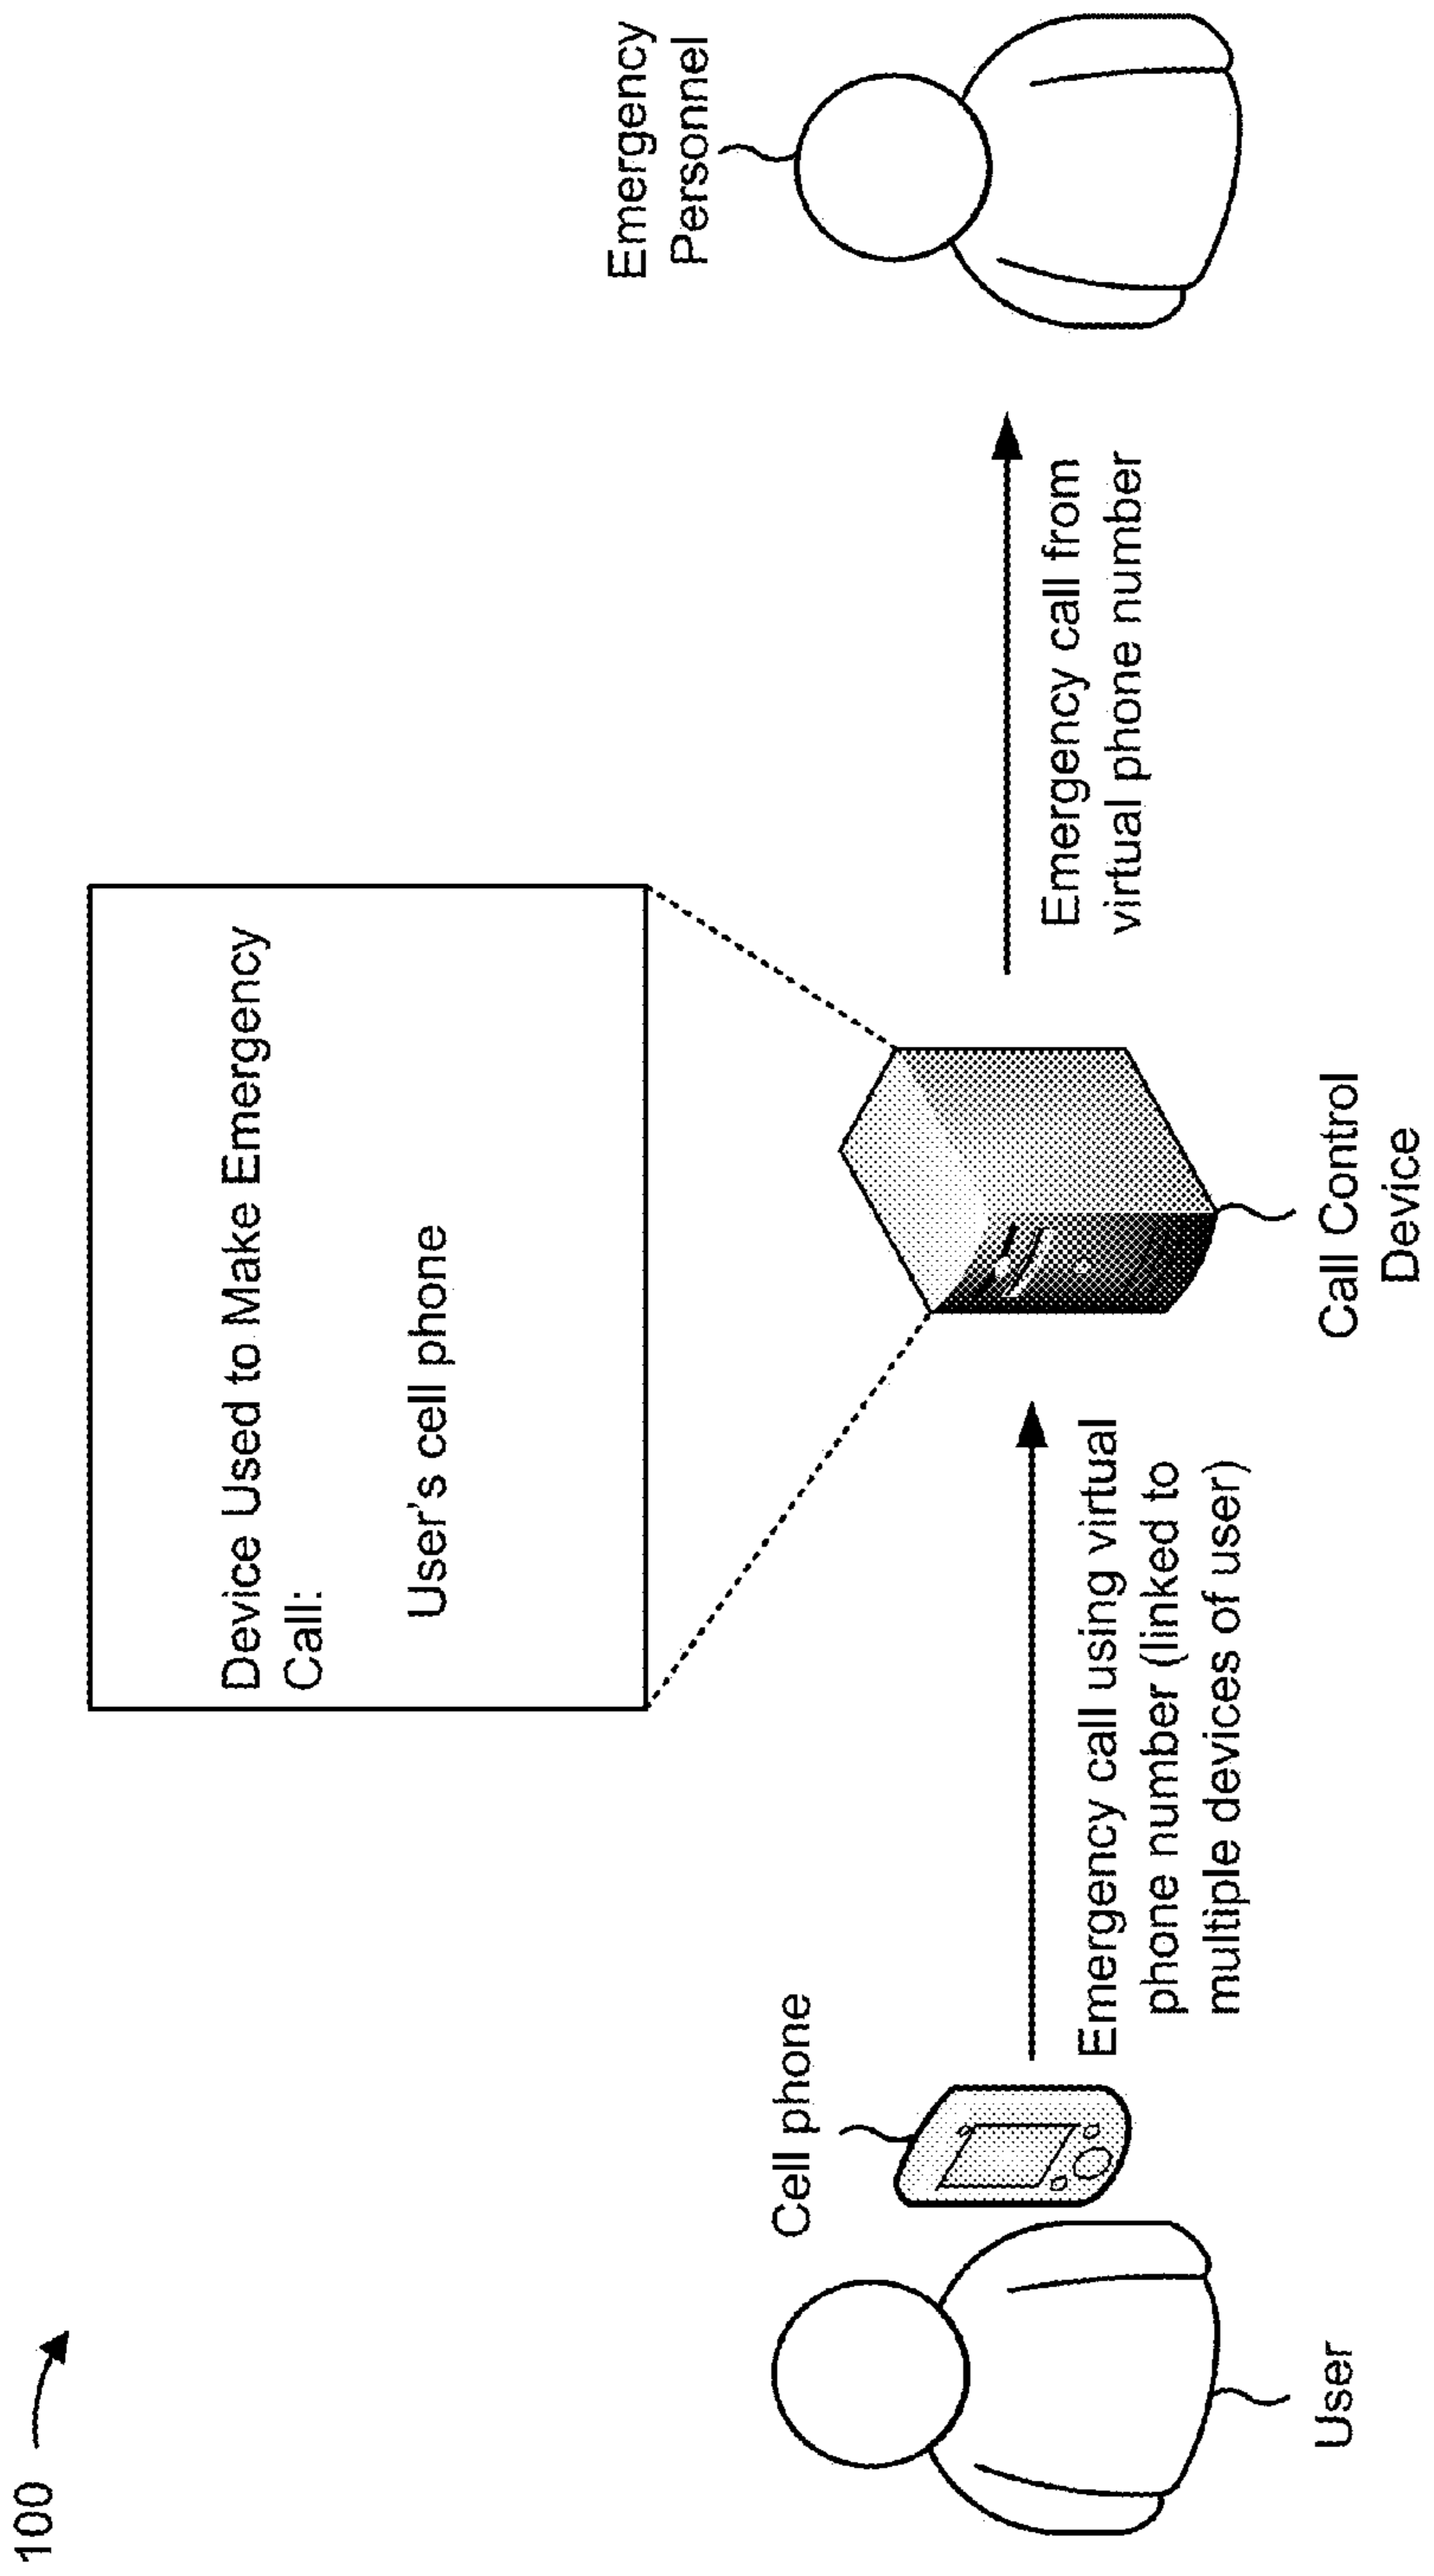 100
Device Used to Make Emergency
Call:
User's cell phone
Cell phone
Emergency
Personnel
Emergency call using virtual
phone number (linked to
multiple devices of user)
Emergency call from
virtual phone number
User
Call Control
Device